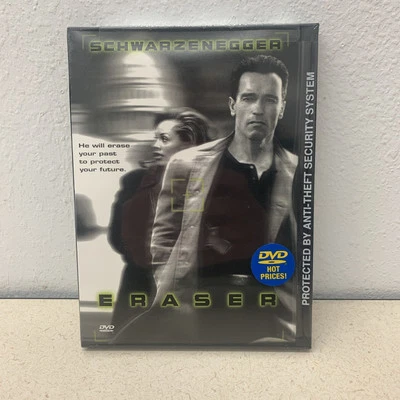 SCHWARZENEGGER
He will erase
your past
to protect
your future.
DVD
HOT
PRICES!
ERASER
DVD
PROTECTED BY ANTI-THEFT SECURITY SYSTEM